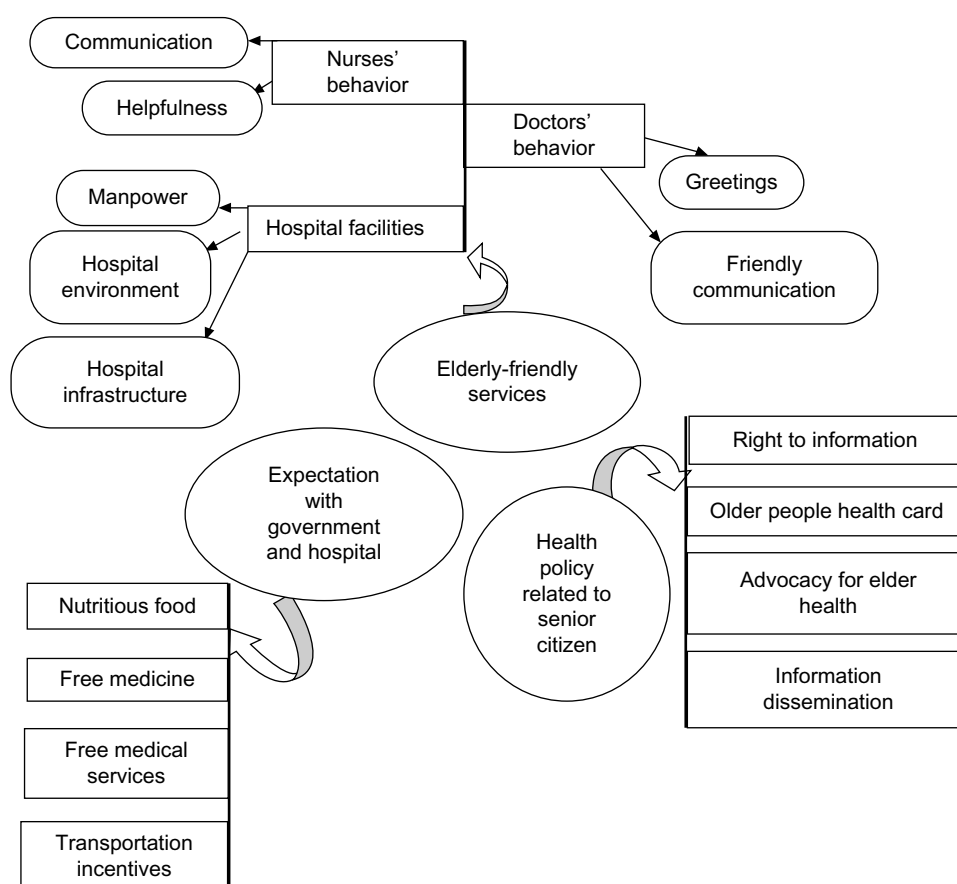 Communication
Nurses’
behavior
Helpfulness
Doctors’
behavior
Greetings
Manpower
Hospital facilities
Hospital
environment
Friendly
communication
Hospital
infrastructure
Elderly-friendly
services
Right to information
Expectation
with
government
and hospital
Older people health card
Health
policy
related to
senior
citizen
Advocacy for elder
health
Nutritious food
Free medicine
Information
dissemination
Free medical
services
Transportation
incentives